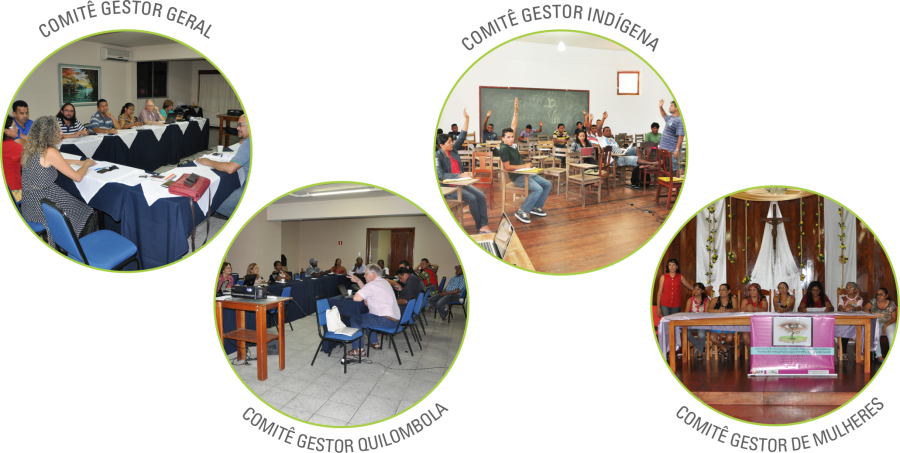 COMITÊ GESTOR GERAL
COMITÊ GESTOR INDÍGENA
COMITÊ GESTOR QUILOMBOLA
COMITÊ GESTOR DE MULHERES